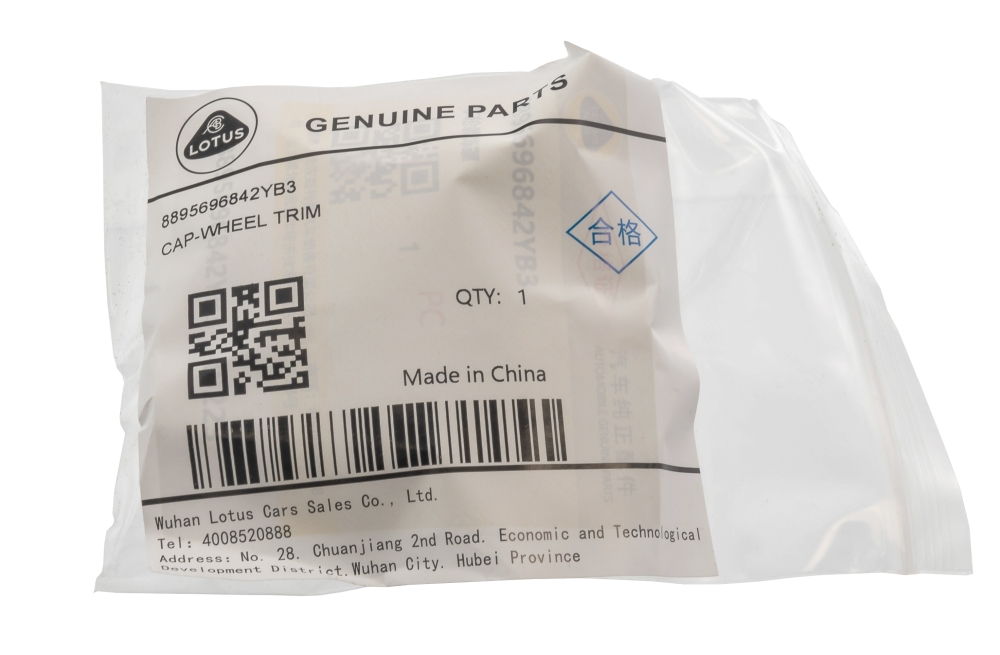 LOTUS
GENUINE PARTS
8895696842YB3
CAP-WHEEL TRIM
合格
QTY: 1
Made in China
Wuhan Lotus Cars Sales Co., Ltd.
Tel: 4008520888
Address: No. 28, Chuanjiang 2nd Road. Economic and Technological
Development District, Wuhan City. Hubei Province